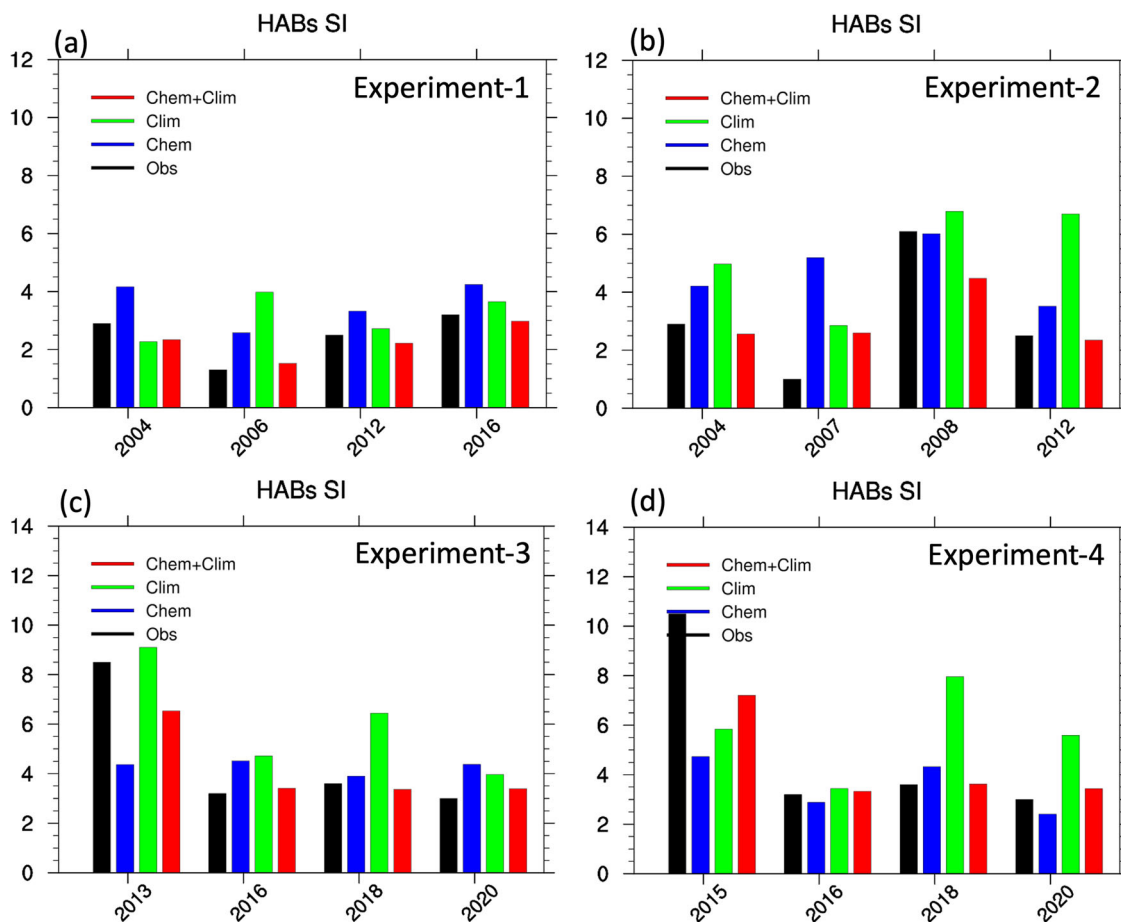 (a)
HABs SI
Experiment-1
12
10
8
6
4
2
0
Chem+Clim
Clim
Chem
Obs
2004
2006
2012
2016
(b)
HABs SI
Experiment-2
12
10
8
6
4
2
0
Chem+Clim
Clim
Chem
Obs
2004
2007
2008
2012
(c)
HABs SI
Experiment-3
14
12
10
8
6
4
2
0
Chem+Clim
Clim
Chem
Obs
2013
2016
2018
2020
(d)
HABs SI
Experiment-4
14
12
10
8
6
4
2
0
Chem+Clim
Clim
Chem
Obs
2015
2016
2018
2020